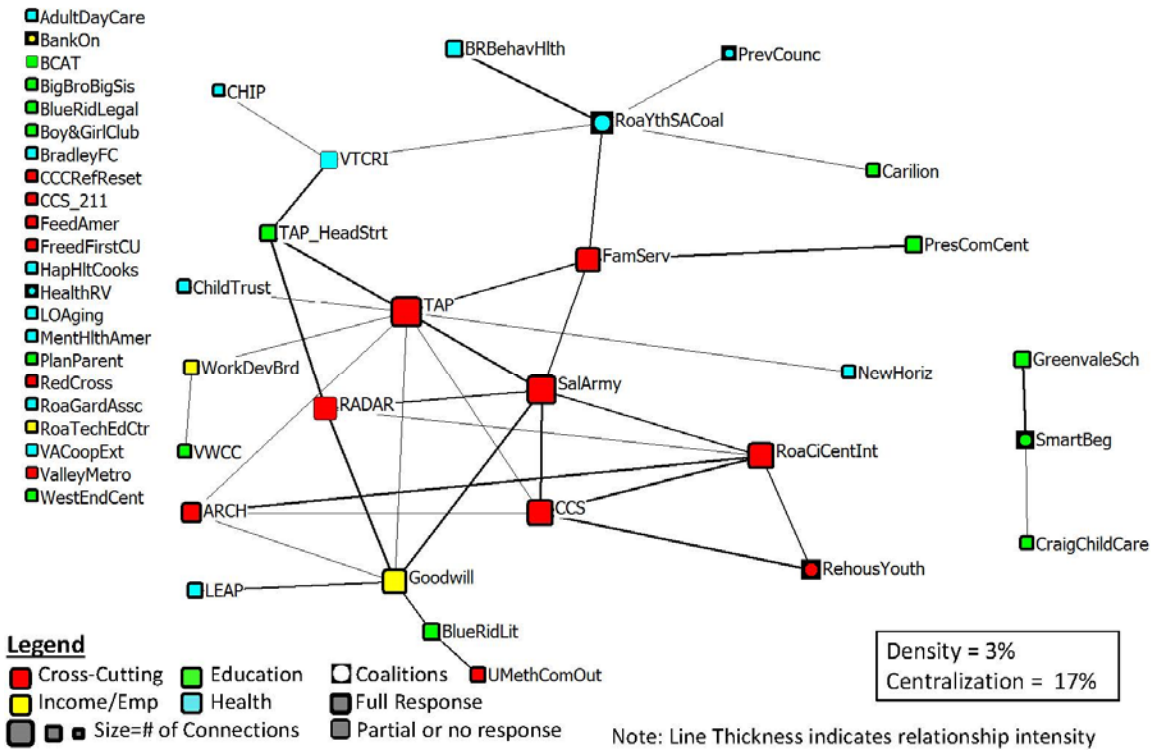 AdultDayCare
BankOn
BCAT
BigBroBigSis
BlueRidLegal
Boy&GirlClub
BradleyFC
CCCRefReset
CCS_211
FeedAmer
FreedFirstCU
HapHltCooks
HealthRV
LOAging
MentHlthAmer
PlanParent
RedCross
RoaGardAssc
RoaTechEdCtr
VACoopExt
ValleyMetro
WestEndCent
BRBehavHlth
PrevCounc
CHIP
RoaYthSACoal
VTCRI
Carilion
TAP_HeadStrt
FamServ
PresComCent
ChildTrust
TAP
WorkDevBrd
NewHoriz
GreenvaleSch
SalArmy
RADAR
SmartBeg
VWCC
RoaCiCentInt
ARCH
CCS
CraigChildCare
RehousYouth
Goodwill
LEAP
BlueRidLit
UMethComOut
Legend
Cross-Cutting
Education
Coalitions
Income/Emp
Health
Full Response
Size=# of Connections
Partial or no response
Density = 3%
Centralization = 17%
Note: Line Thickness indicates relationship intensity